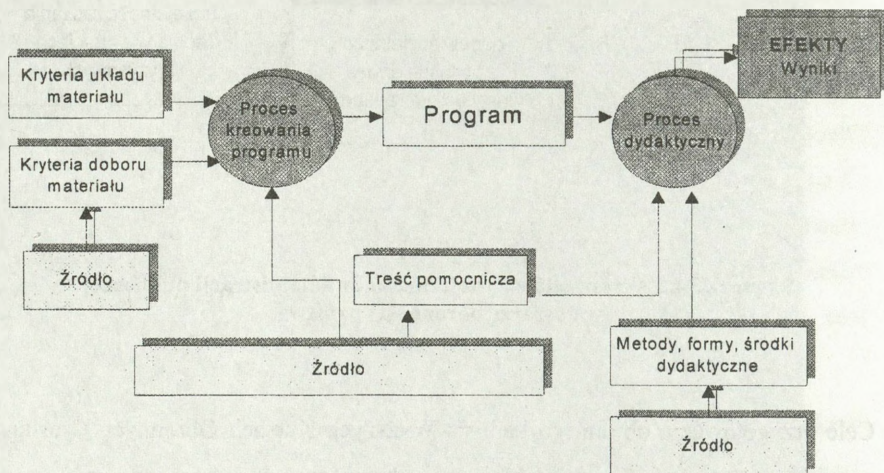 EFEKTY
Wyniki
Kryteria układu
materiału
Proces
kreowania
programu
Program
Proces
dydaktyczny
Kryteria doboru
materiału
Źródło
Treść pomocnicza
Źródło
Metody, formy, środki
dydaktyczne
Źródło